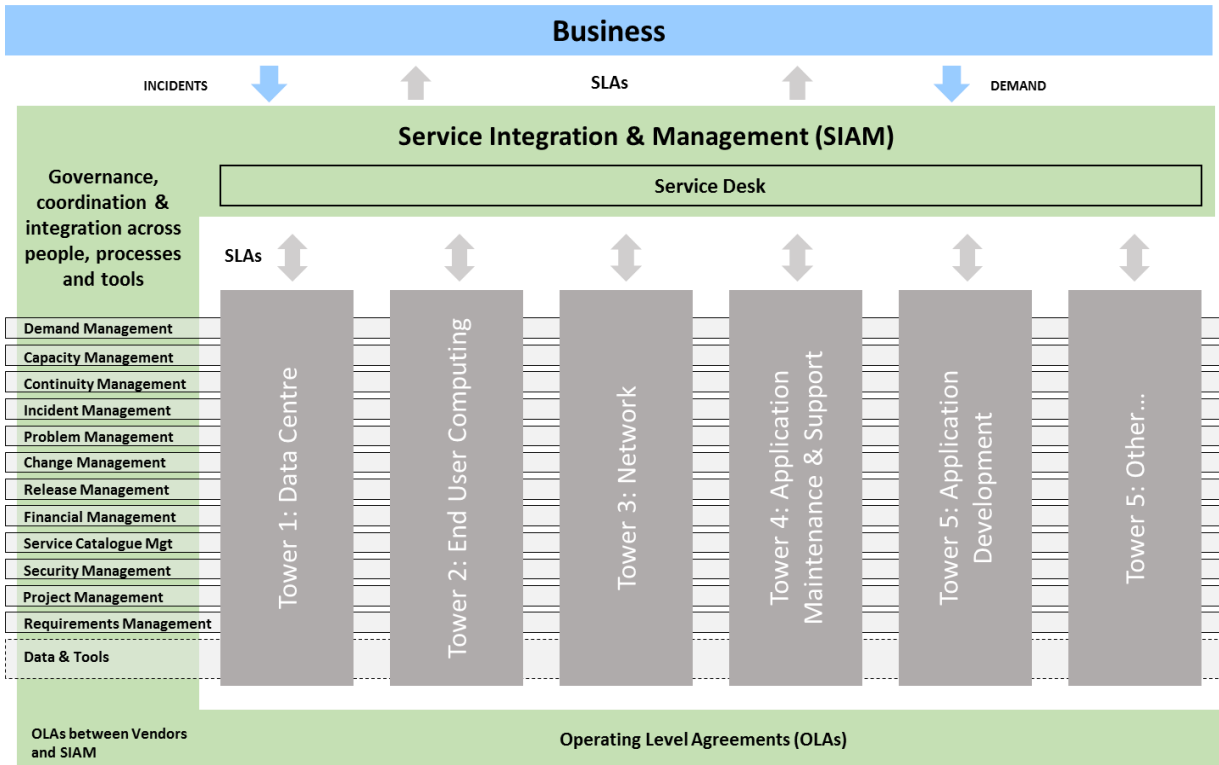 Business
INCIDENTS
SLAs
DEMAND
Service Integration & Management (SIAM)
Service Desk
Governance,
coordination &
integration across
people, processes
and tools
SLAs
Demand Management
Capacity Management
Continuity Management
Incident Management
Problem Management
Change Management
Release Management
Financial Management
Service Catalogue Mgt
Security Management
Project Management
Requirements Management
Data & Tools
Tower 1: Data Centre
Tower 2: End User Computing
Tower 3: Network
Tower 4: Application
Maintenance & Support
Tower 5: Application
Development
Tower 5: Other...
OLAs between Vendors
and SIAM
Operating Level Agreements (OLAs)